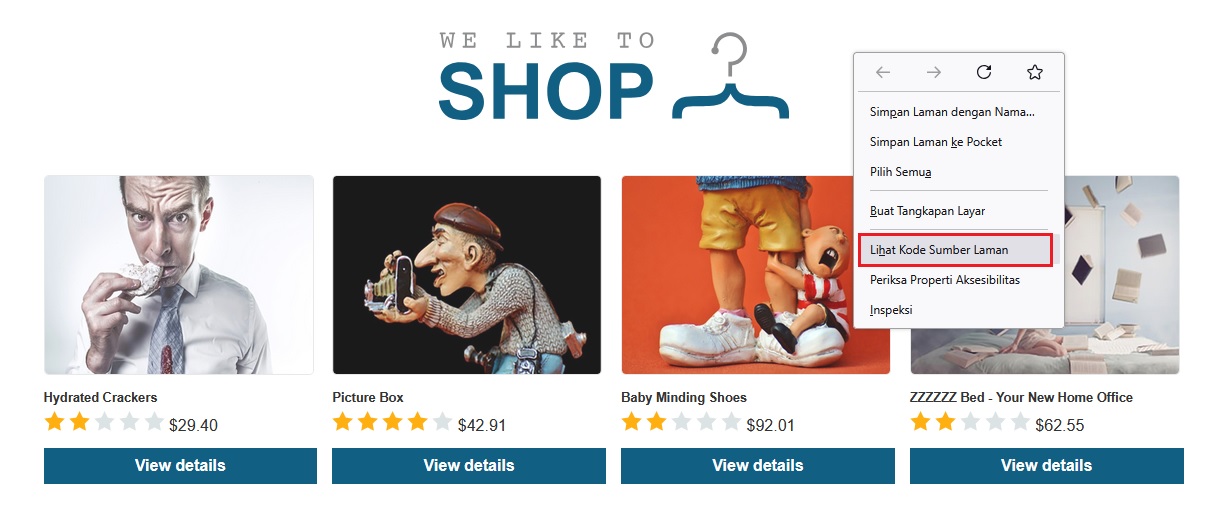 WE LIKE TO
SHOP
Simpan Laman dengan Nama...
Simpan Laman ke Pocket
Pilih Semua
Buat Tangkapan Layar
Lihat Kode Sumber Laman
Periksa Properti Aksesibilitas
Inspeksi
Hydrated Crackers
$29.40
View details
Picture Box
$42.91
View details
Baby Minding Shoes
$92.01
View details
ZZZZZZ Bed - Your New Home Office
$62.55
View details